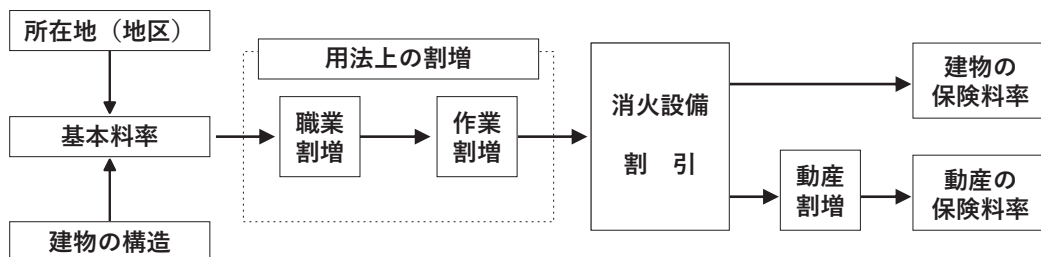 所在地（地区）
基本料率
建物の構造
用法上の割増
職業
割増
作業
割増
消火設備
割　引
建物の
保険料率
動産
割増
動産の
保険料率